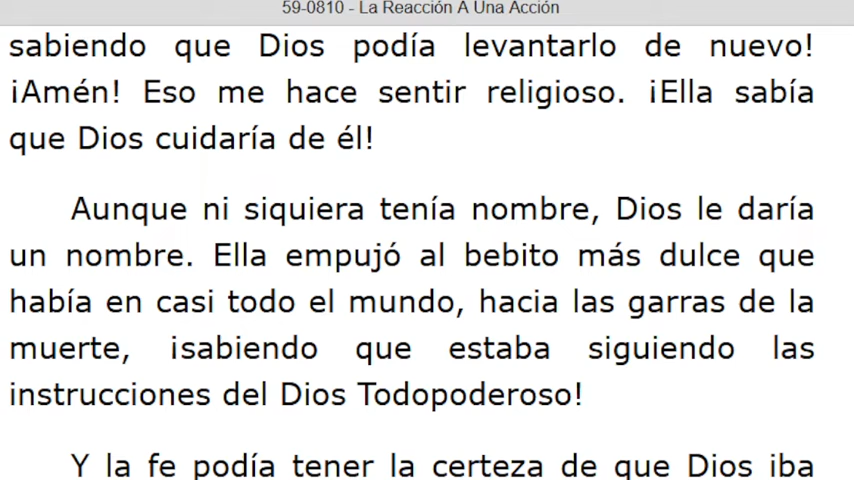 59-0810 - La Reacción A Una Acción
sabiendo que Dios podía levantarlo de nuevo!
¡Amén! Eso me hace sentir religioso. ¡Ella sabía
que Dios cuidaría de él!
Aunque ni siquiera tenía nombre, Dios le daría
un nombre. Ella empujó al bebito más dulce que
había en casi todo el mundo, hacia las garras de la
muerte, ¡sabiendo que estaba siguiendo las
instrucciones del Dios Todopoderoso!
Y la fe podía tener la certeza de que Dios iba